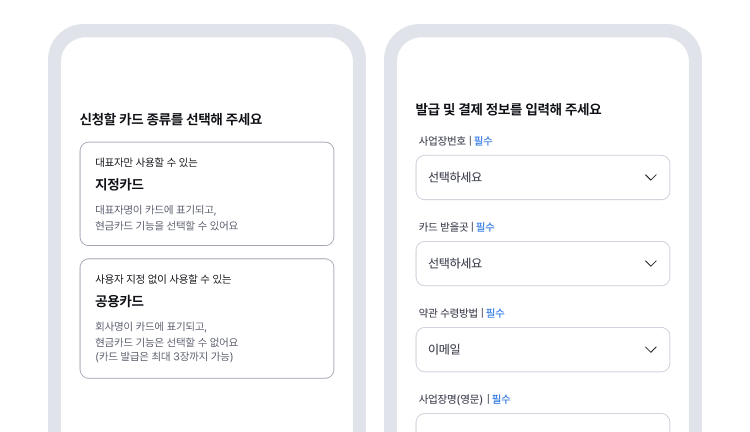 신청할 카드 종류를 선택해 주세요
대표자만 사용할 수 있는
지정카드
대표자명이 카드에 표기되고,
현금카드 기능을 선택할 수 있어요
사용자 지정 없이 사용할 수 있는
공용카드
회사명이 카드에 표기되고,
현금카드 기능은 선택할 수 없어요
(카드 발급은 최대 3장까지 가능)
발급 및 결제 정보를 입력해 주세요
사업장번호 | 필수
선택하세요
카드 받을곳 | 필수
선택하세요
약관 수령방법 | 필수
이메일
사업장명(영문) | 필수